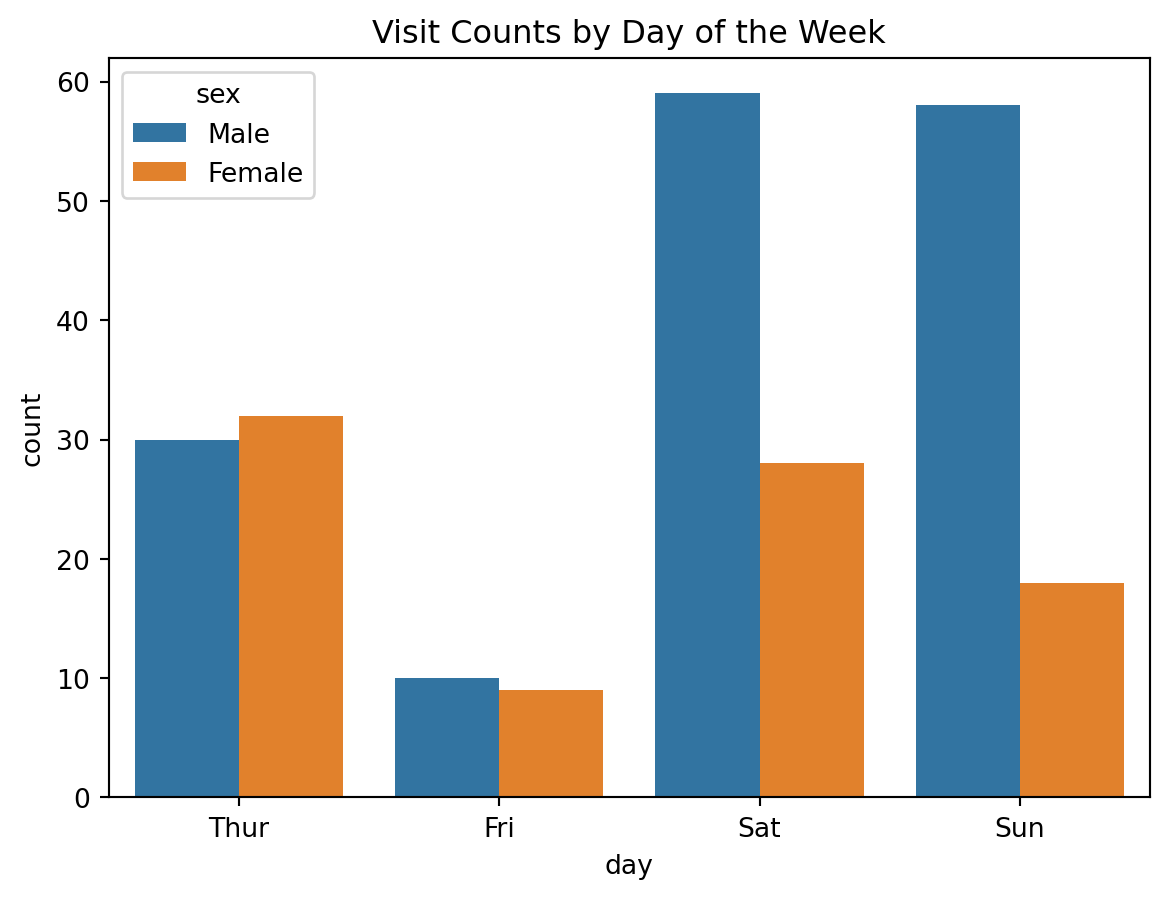 Visit Counts by Day of the Week
sex
Male
Female
60
50
40
30
20
10
0
count
Thur Fri Sat Sun
day